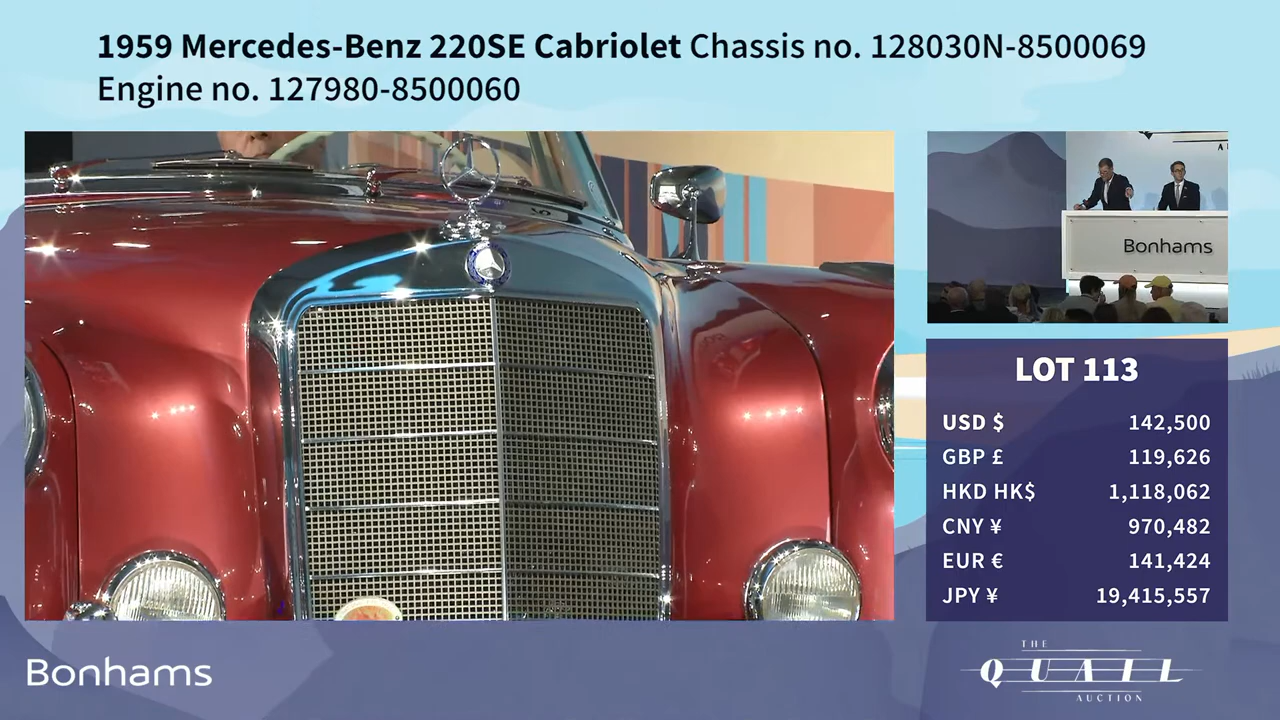 1959 Mercedes-Benz 220SE Cabriolet Chassis no. 128030N-8500069
Engine no. 127980-8500060
Bonhams
LOT 113
USD $ 142,500
GBP £ 119,626
HKD HK$ 1,118,062
CNY ¥ 970,482
EUR € 141,424
JPY ¥ 19,415,557
Bonhams
THE
QUAIL
AUCTION